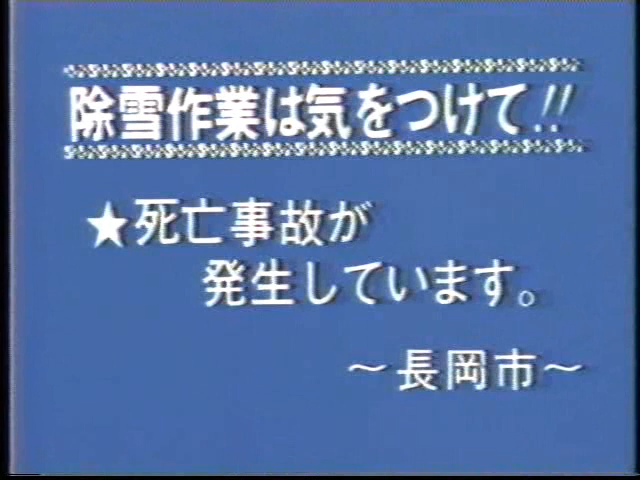 除雪作業は気をつけて!!
★死亡事故が
発生しています。
～長岡市～